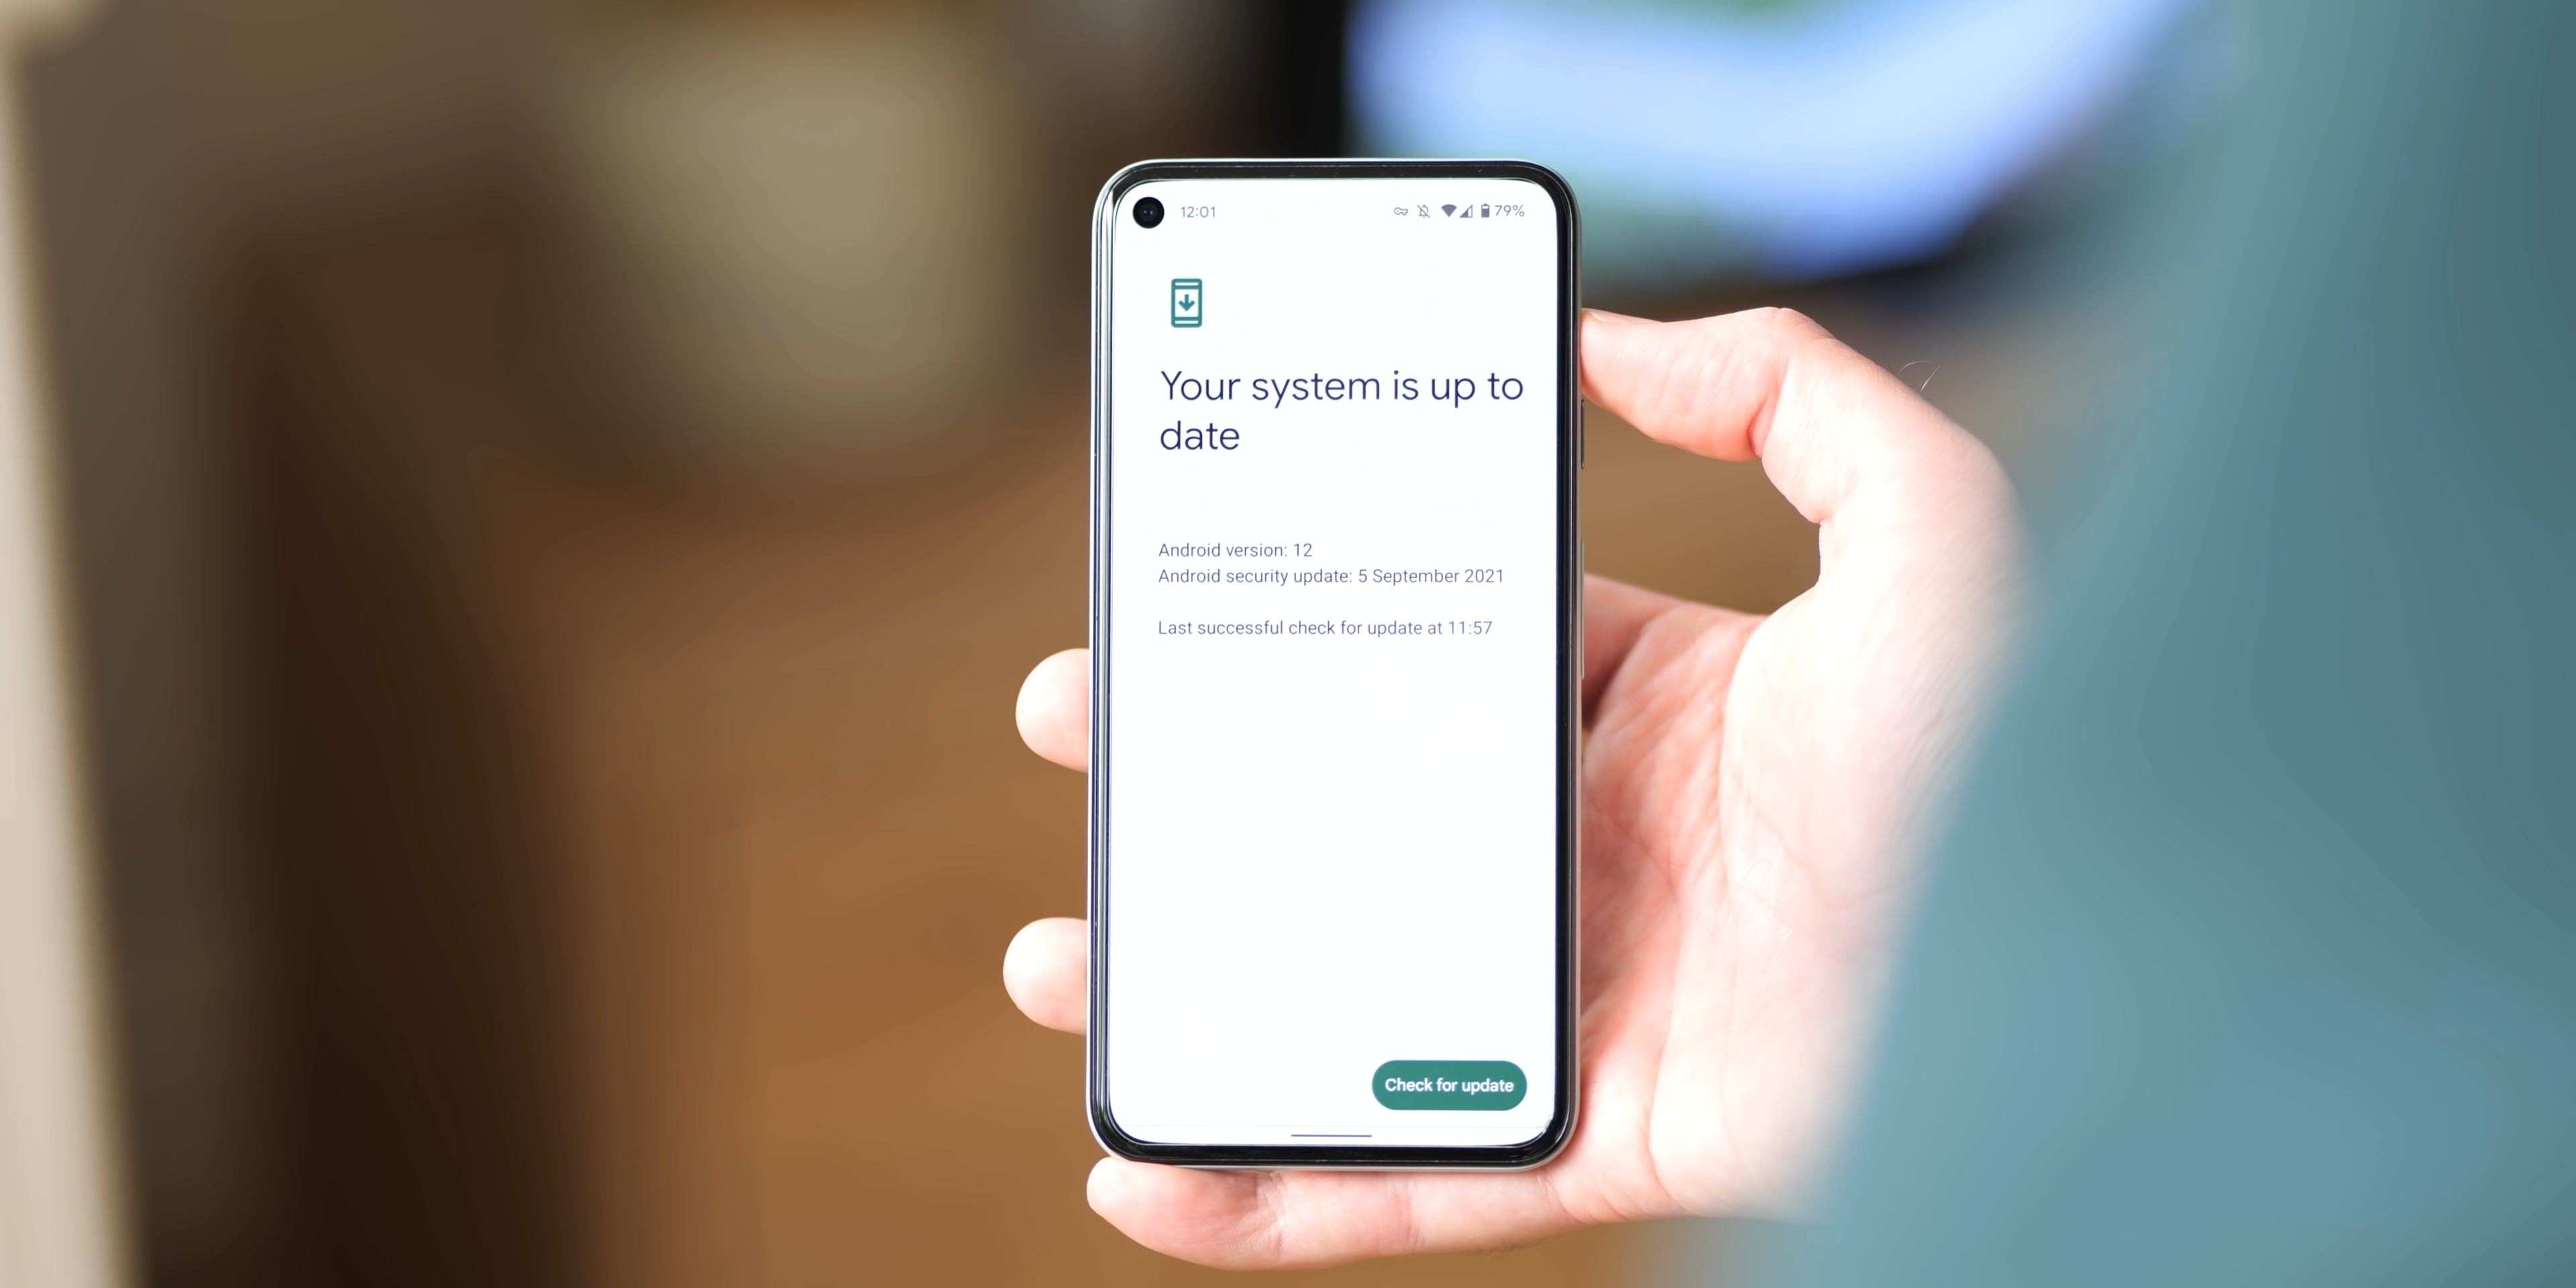 12:01 79%
Your system is up to
date
Android version: 12
Android security update: 5 September 2021
Last successful check for update at 11:57
Check for update